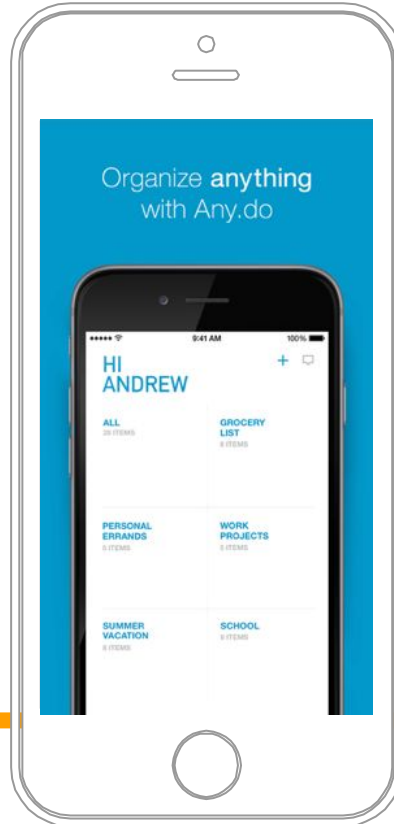 Organize anything
with Any.do
9:41 AM
100%
HI
ANDREW
ALL
GROCERY
LIST
PERSONAL
ERRANDS
WORK
PROJECTS
SUMMER
VACATION
SCHOOL